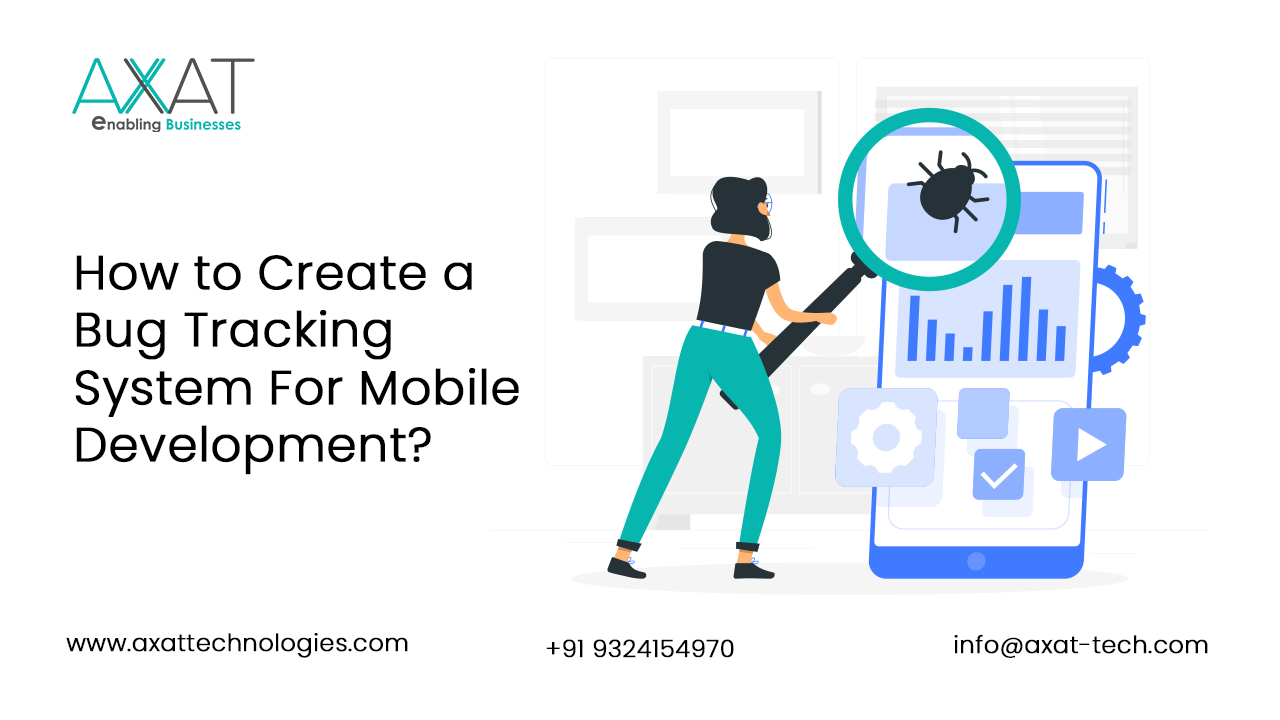 AXAT
enabling Businesses
How to Create a
Bug Tracking
System For Mobile
Development?
www.axattechnologies.com
+91 9324154970
info@axat-tech.com